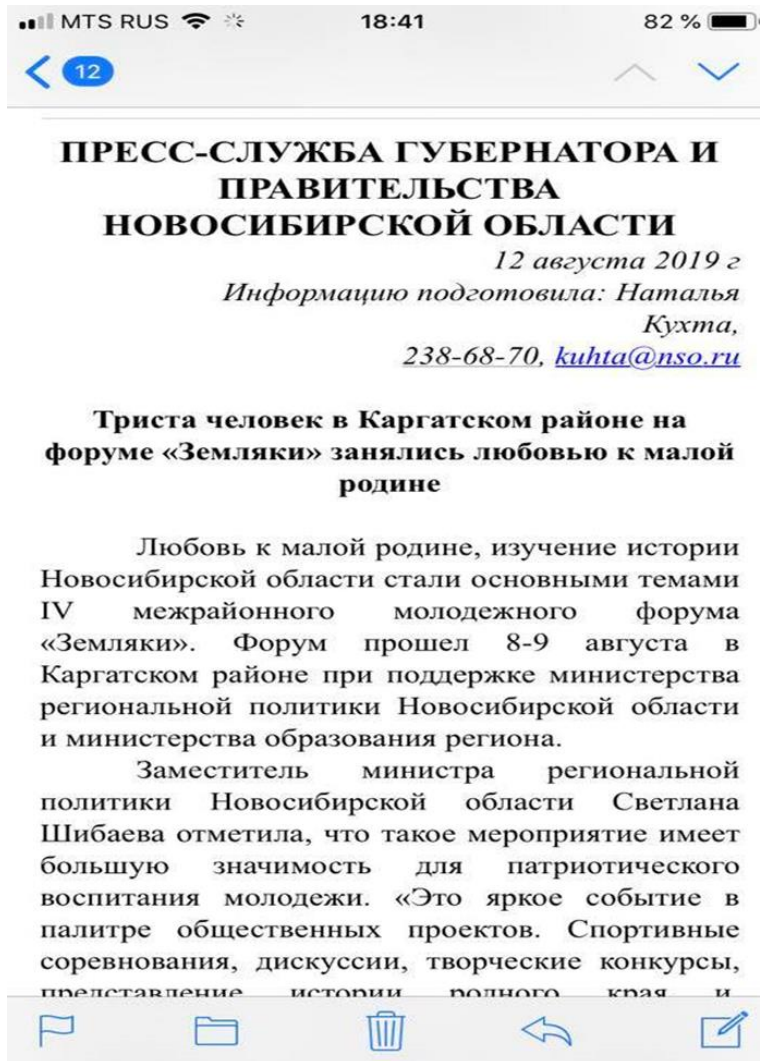 MTS RUS 18:41 82 %
12
ПРЕСС-СЛУЖБА ГУБЕРНАТОРА И
ПРАВИТЕЛЬСТВА
НОВОСИБИРСКОЙ ОБЛАСТИ
12 августа 2019 г
Информацию подготовила: Наталья
Кухта,
238-68-70, kuhta@nso.ru
Триста человек в Каргатском районе на
форуме «Земляки» занялись любовью к малой
родине
Любовь к малой родине, изучение истории
Новосибирской области стали основными темами
IV межрайонного молодежного форума
«Земляки». Форум прошел 8-9 августа в
Каргатском районе при поддержке министерства
региональной политики Новосибирской области
и министерства образования региона.
Заместитель министра региональной
политики Новосибирской области Светлана
Шибаева отметила, что такое мероприятие имеет
большую значимость для патриотического
воспитания молодежи. «Это яркое событие в
палитре общественных проектов. Спортивные
соревнования, дискуссии, творческие конкурсы,
представление истории родного края и